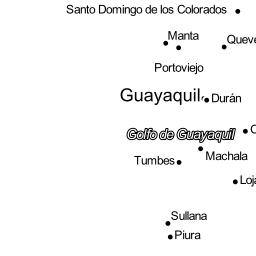 Santo Domingo de los Colorados
Manta
Queve
Portoviejo
Guayaquil
Durán
Golfo de Guayaquil
Machala
Tumbes
Loja
Sullana
Piura